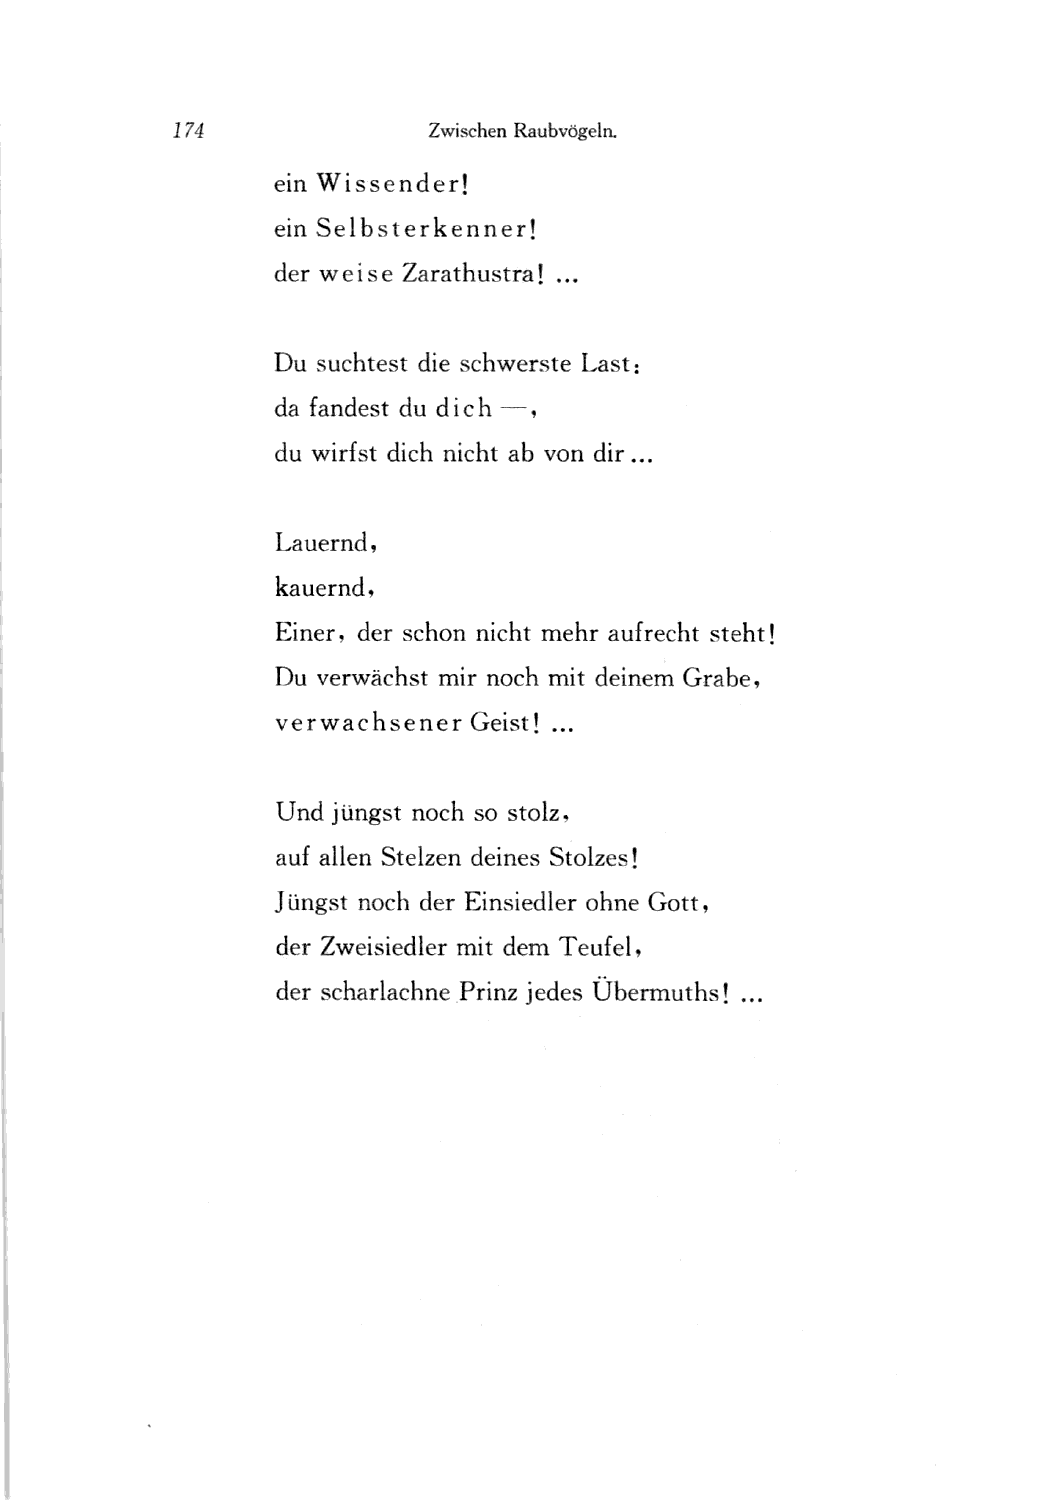 174 Zwischen Raubvögeln.
ein Wissender!
ein Selbsterkenner!
der weise Zarathustra! ...
Du suchtest die schwerste Last:
da fandest du dich —,
du wirfst dich nicht ab von dir ...
Lauernd,
kauernd,
Einer, der schon nicht mehr aufrecht steht!
Du verwächst mir noch mit deinem Grabe,
verwachsener Geist! ...
Und jüngst noch so stolz,
auf allen Stelzen deines Stolzes!
Jüngst noch der Einsiedler ohne Gott,
der Zweisiedler mit dem Teufel,
der scharlachne Prinz jedes Übermuths! ...